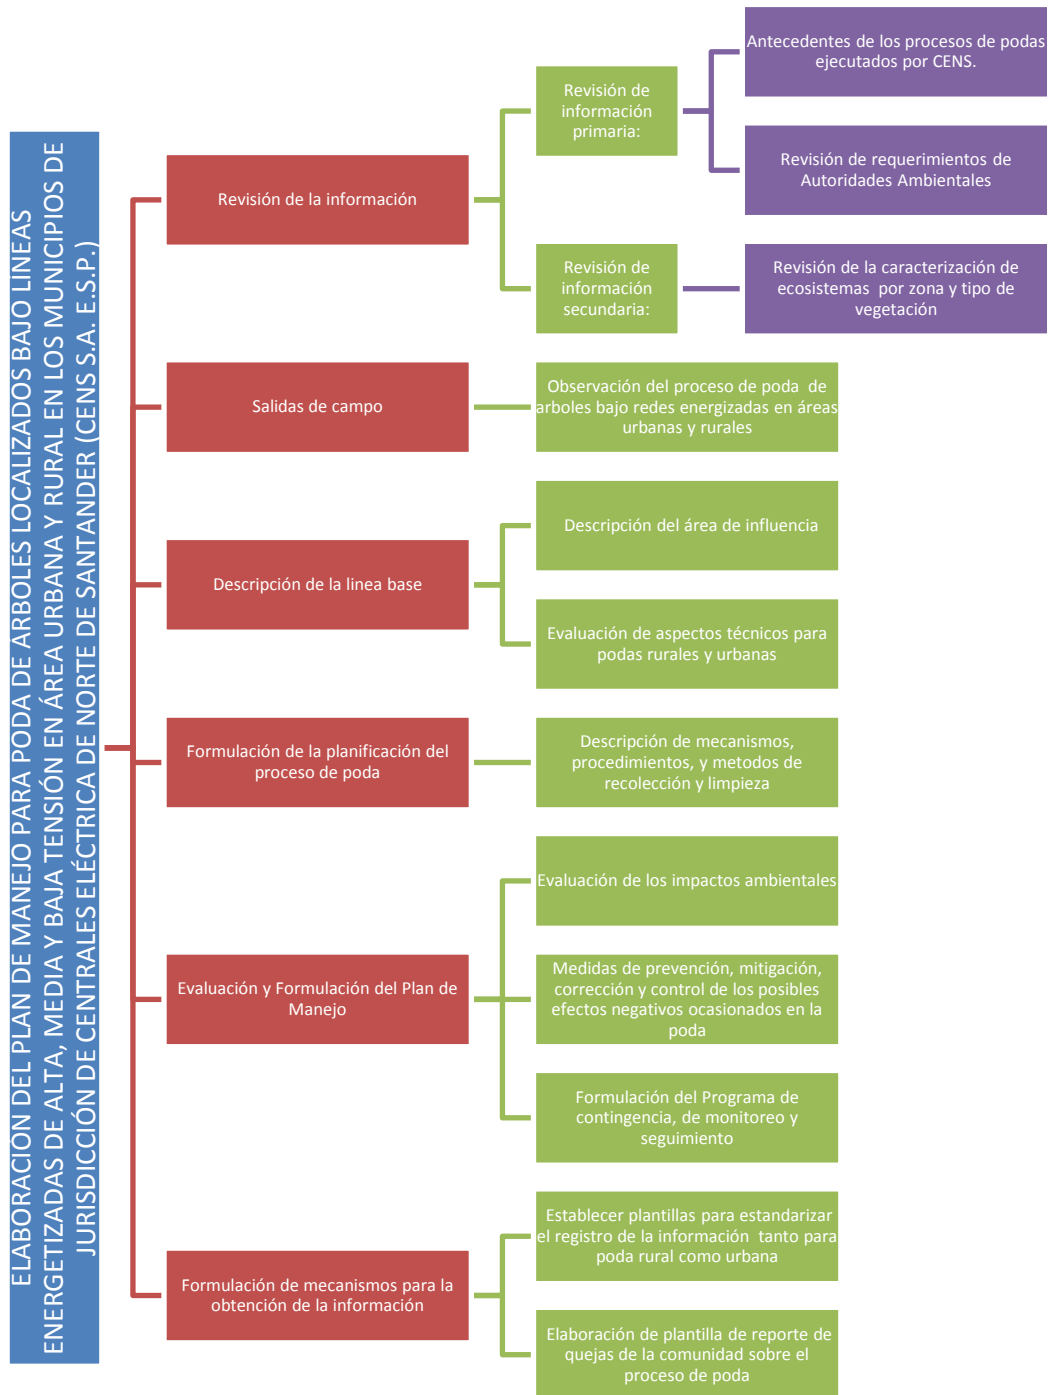 ELABORACIÓN DEL PLAN DE MANEJO PARA PODA DE ÁRBOLES LOCALIZADOS BAJO LINEAS
ENERGETIZADAS DE ALTA, MEDIA Y BAJA TENSIÓN EN ÁREA URBANA Y RURAL EN LOS MUNICIPIOS DE
JURISDICCIÓN DE CENTRALES ELÉCTRICA DE NORTE DE SANTANDER (CENS S.A. E.S.P.)
Revisión de la información
Revisión de
información
primaria:
Antecedentes de los procesos de podas
ejecutados por CENS.
Revisión de requerimientos de
Autoridades Ambientales
Revisión de
información
secundaria:
Revisión de la caracterización de
ecosistemas por zona y tipo de
vegetación
Salidas de campo
Observación del proceso de poda de
arboles bajo redes energizadas en áreas
urbanas y rurales
Descripción de la linea base
Descripción del área de influencia
Evaluación de aspectos técnicos para
podas rurales y urbanas
Formulación de la planificación del
proceso de poda
Descripción de mecanismos,
procedimientos, y metodos de
recolección y limpieza
Evaluación y Formulación del Plan de
Manejo
Evaluación de los impactos ambientales
Medidas de prevención, mitigación,
corrección y control de los posibles
efectos negativos ocasionados en la
poda
Formulación del Programa de
contingencia, de monitoreo y
seguimiento
Formulación de mecanismos para la
obtención de la información
Establecer plantillas para estandarizar
el registro de la información tanto para
poda rural como urbana
Elaboración de plantilla de reporte de
quejas de la comunidad sobre el
proceso de poda